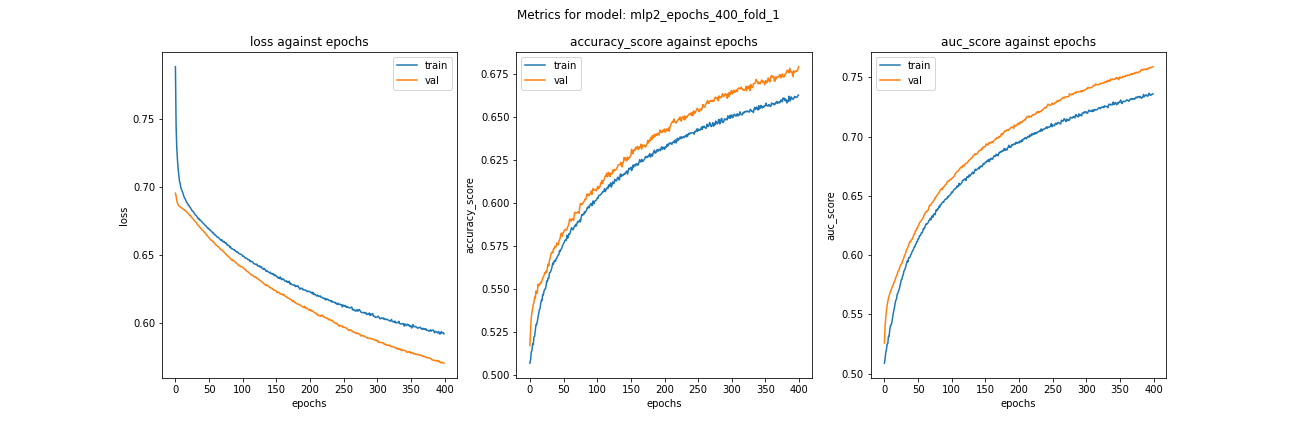 Metrics for model: mlp2_epochs_400_fold_1
loss against epochs
train
val
0.75
0.70
0.65
0.60
loss
0 50 100 150 200 250 300 350 400
epochs
accuracy_score against epochs
train
val
0.675
0.650
0.625
0.600
0.575
0.550
0.525
0.500
accuracy_score
0 50 100 150 200 250 300 350 400
epochs
auc_score against epochs
train
val
0.75
0.70
0.65
0.60
0.55
0.50
auc_score
0 50 100 150 200 250 300 350 400
epochs